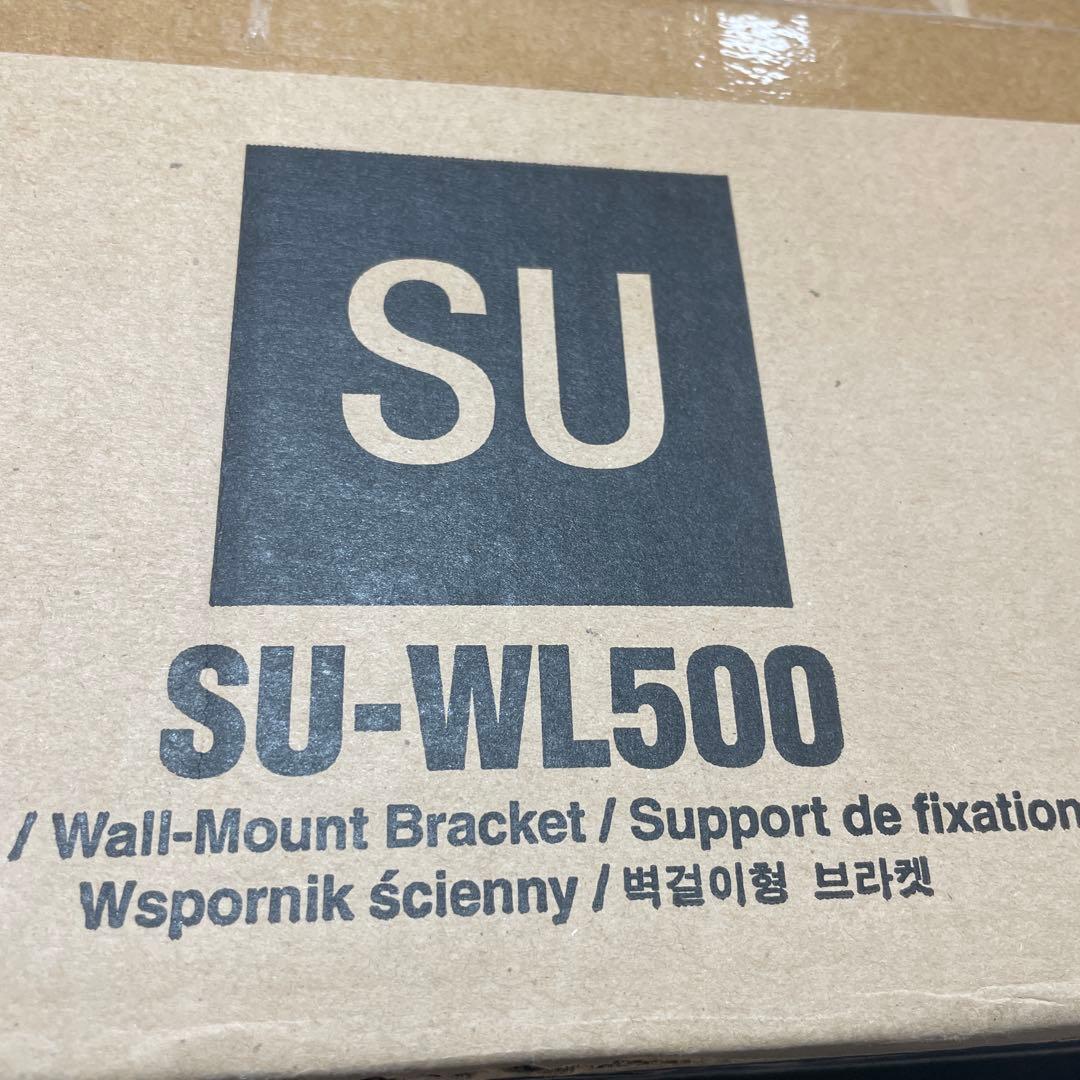 SU
SU-WL500
/ Wall-Mount Bracket / Support de fixation
Wspornik ścienny / 벽걸이형 브라켓